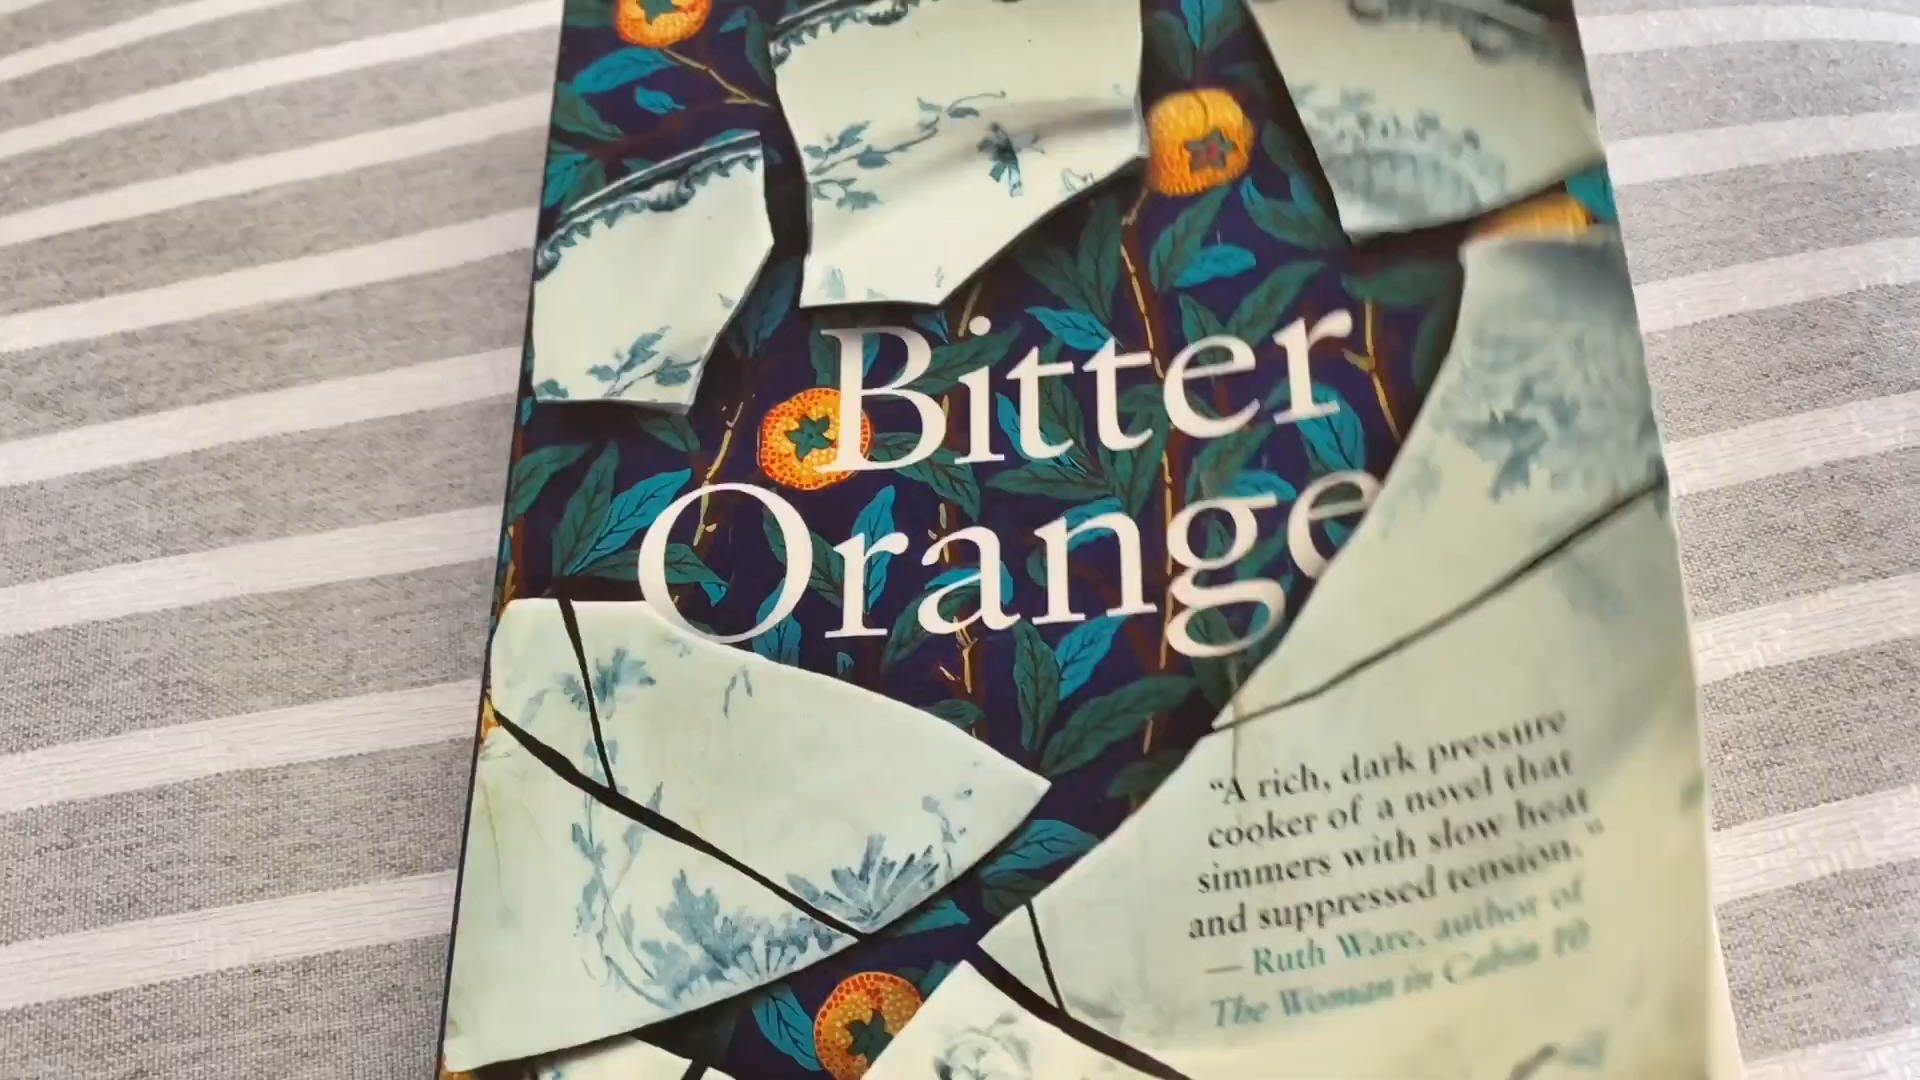 Bitter
Orange
“A rich, dark pressure
cooker of a novel that
simmers with slow heat
and suppressed tension.”
— Ruth Ware, author of
The Woman in Cabin 10